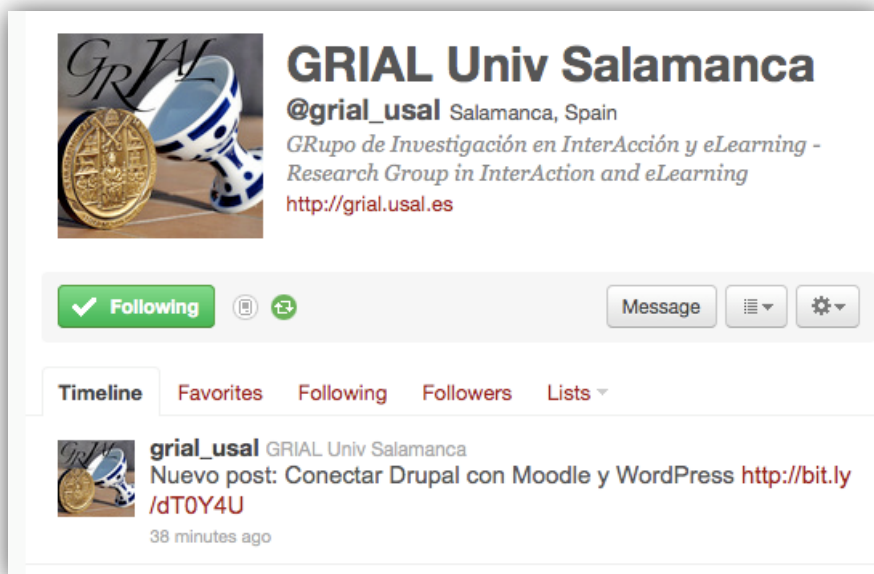 GRIAL
GRIAL Univ Salamanca
@grial_usal Salamanca, Spain
GRupo de Investigación en InterAcción y eLearning -
Research Group in InterAction and eLearning
http://grial.usal.es
Following
Message
Timeline Favorites Following Followers Lists
GRIAL
grial_usal GRIAL Univ Salamanca
Nuevo post: Conectar Drupal con Moodle y WordPress http://bit.ly
/dT0Y4U
38 minutes ago